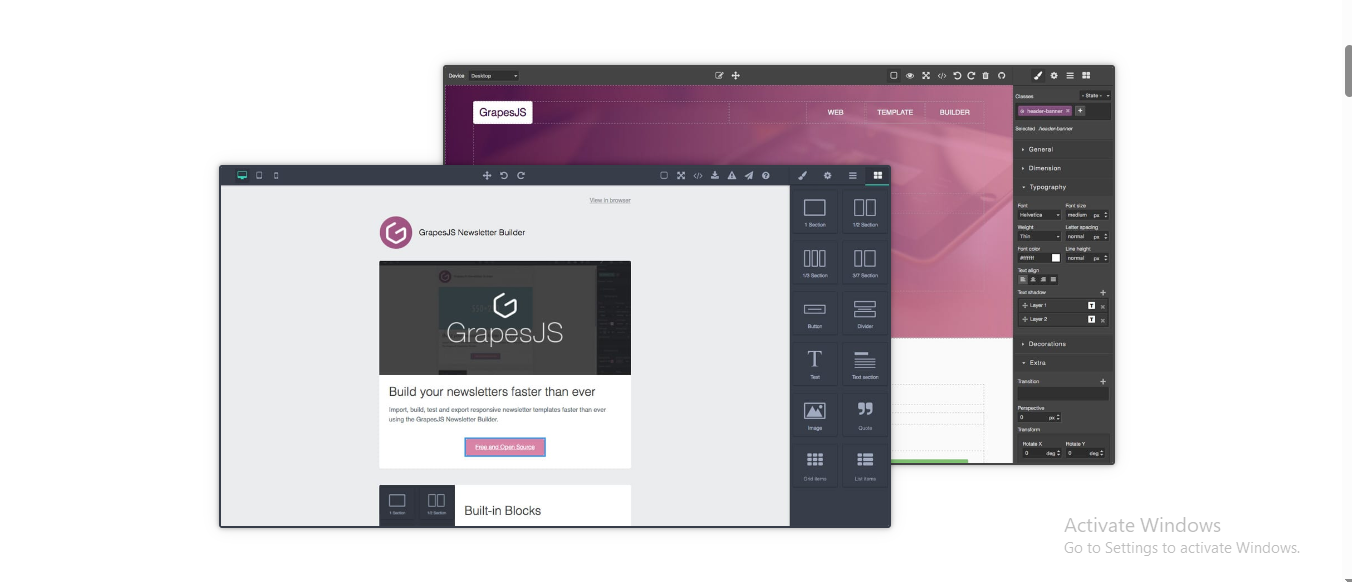 Device Desktop
Classes - State -
header-banner
Selected .header-banner
GrapesJS WEB TEMPLATE BUILDER
General
Dimension
Typography
Font Font size
Helvetica medium px
Weight Letter spacing
Thin normal px
Font color Line height
#ffffff normal px
Text align
Text shadow
Layer 1 T
Layer 2 T
Decorations
Extra
Transition
Perspective
0 px
Transform
Rotate X Rotate Y
0 deg 0 deg
View in browser
GrapesJS Newsletter Builder
GrapesJS
Build your newsletters faster than ever
Import, build, test and export responsive newsletter templates faster than ever
using the GrapesJS Newsletter Builder.
Free and Open Source
1 Section 1/2 Section
Built-in Blocks
1 Section 1/2 Section
1/3 Section 3/7 Section
Button Divider
Text Text section
Image Quote
Grid items List items
Activate Windows
Go to Settings to activate Windows.